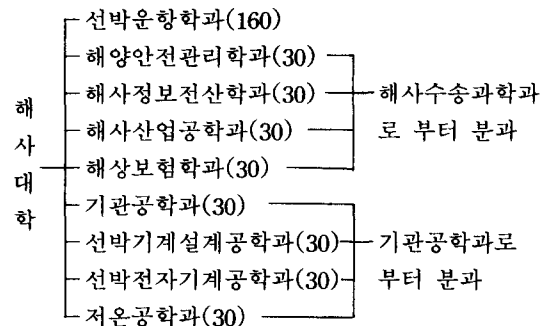 해사대학
선박운항학과(160)
해양안전관리학과(30)
해사정보전산학과(30)
해사산업공학과(30)
해상보험학과(30)
해사수송과학과
로 부터 분과
기관공학과(30)
선박기계설계공학과(30)
선박전자기계공학과(30)
저온공학과(30)
기관공학과로
부터 분과